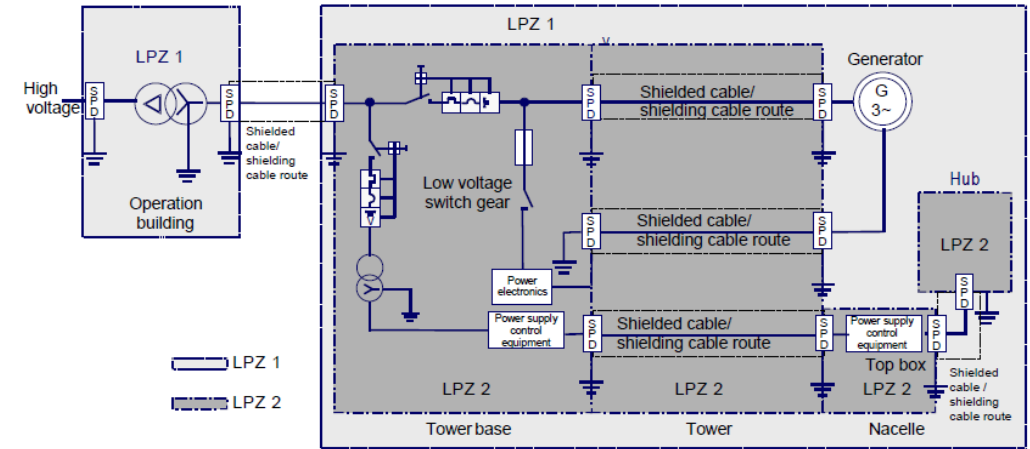 LPZ 1
High
voltage
S
P
D
S
P
D
Shielded
cable/
shielding
cable route
Operation
building
LPZ 1
S
P
D
Low voltage
switch gear
Power
electronics
Power supply
control
equipment
LPZ 2
Tower base
S
P
D
Shielded cable/
shielding cable route
S
P
D
S
P
D
Shielded cable/
shielding cable route
S
P
D
S
P
D
Shielded cable/
shielding cable route
S
P
D
LPZ 2
Tower
Generator
G
3~
Power supply
control
equipment
S
P
D
Top box
LPZ 2
Nacelle
Hub
LPZ 2
S
P
D
Shielded
cable /
shielding
cable route
LPZ 1
LPZ 2